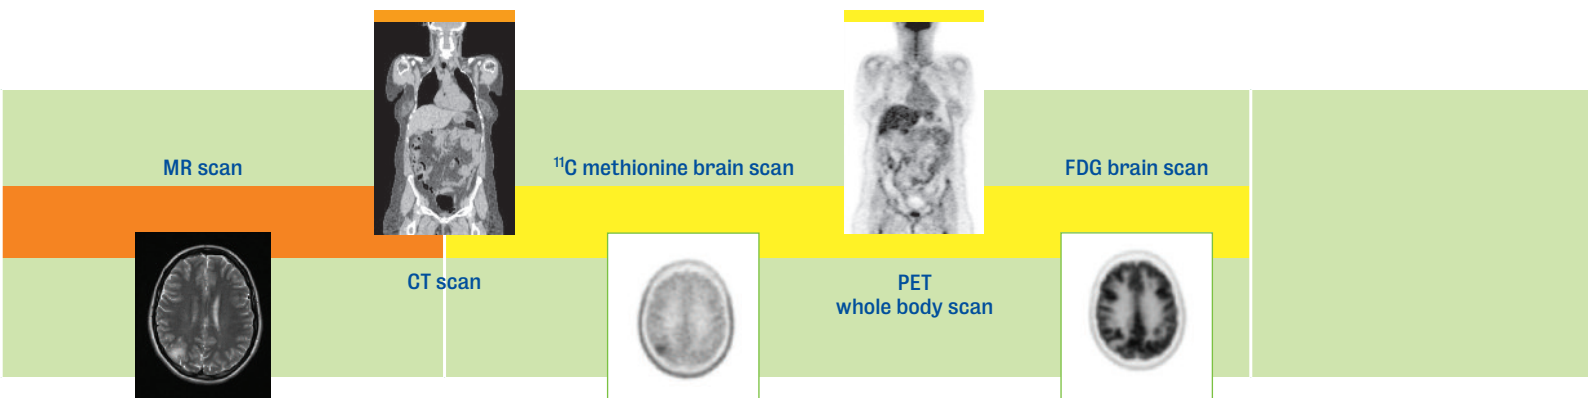 MR scan
CT scan
¹¹C methionine brain scan
PET
whole body scan
FDG brain scan